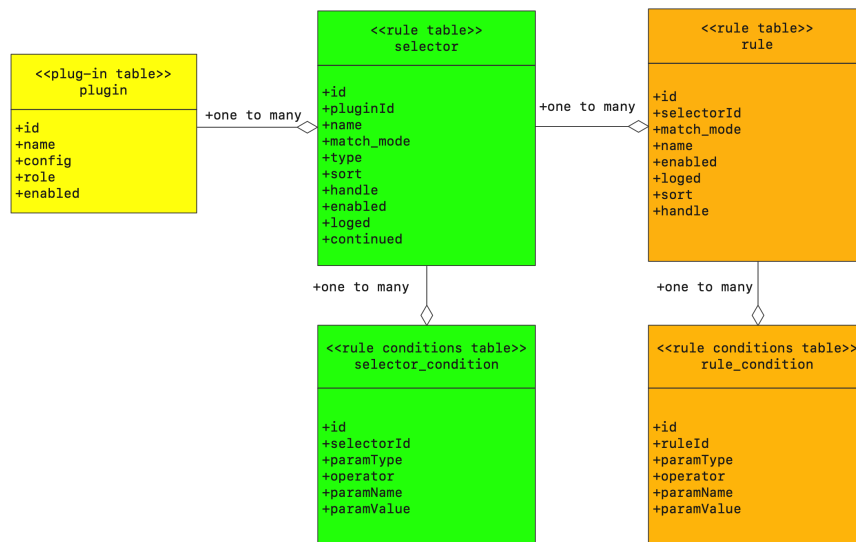 <<plug-in table>>
plugin
+id
+name
+config
+role
+enabled
+one to many
<<rule table>>
selector
+id
+pluginId
+name
+match_mode
+type
+sort
+handle
+enabled
+loged
+continued
+one to many
<<rule table>>
rule
+id
+selectorId
+match_mode
+name
+enabled
+loged
+sort
+handle
+one to many
<<rule conditions table>>
selector_condition
+id
+selectorId
+paramType
+operator
+paramName
+paramValue
+one to many
<<rule conditions table>>
rule_condition
+id
+ruleId
+paramType
+operator
+paramName
+paramValue